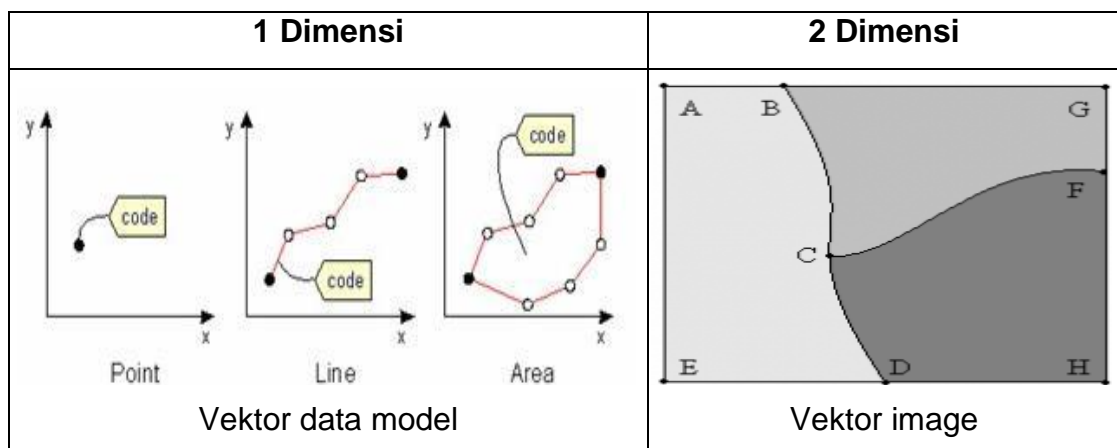 1 Dimensi
2 Dimensi
y
code
x
Point
y
code
x
Line
y
code
x
Area
Vektor data model
A
B
G
F
C
E
D
H
Vektor image